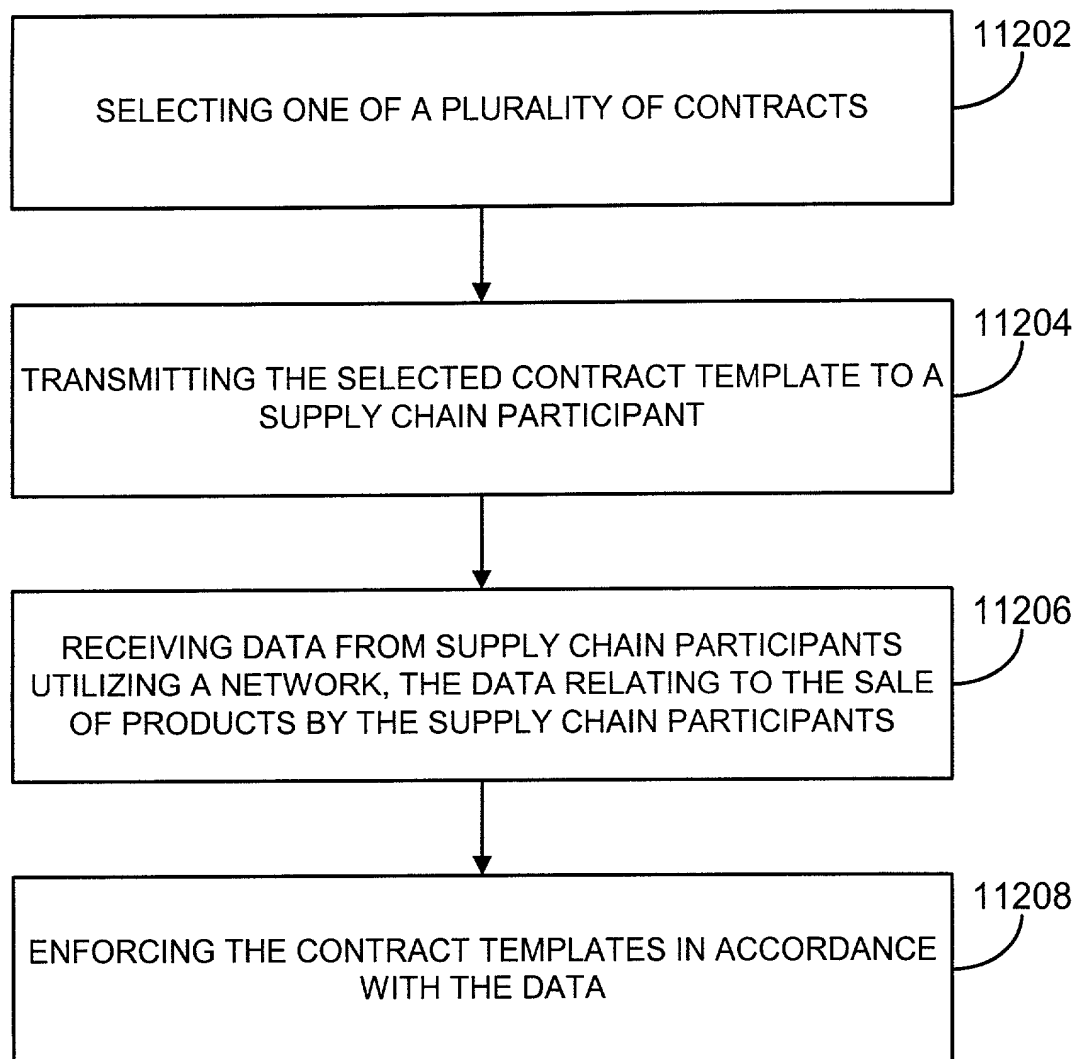 11202
SELECTING ONE OF A PLURALITY OF CONTRACTS
11204
TRANSMITTING THE SELECTED CONTRACT TEMPLATE TO A
SUPPLY CHAIN PARTICIPANT
11206
RECEIVING DATA FROM SUPPLY CHAIN PARTICIPANTS
UTILIZING A NETWORK, THE DATA RELATING TO THE SALE
OF PRODUCTS BY THE SUPPLY CHAIN PARTICIPANTS
11208
ENFORCING THE CONTRACT TEMPLATES IN ACCORDANCE
WITH THE DATA